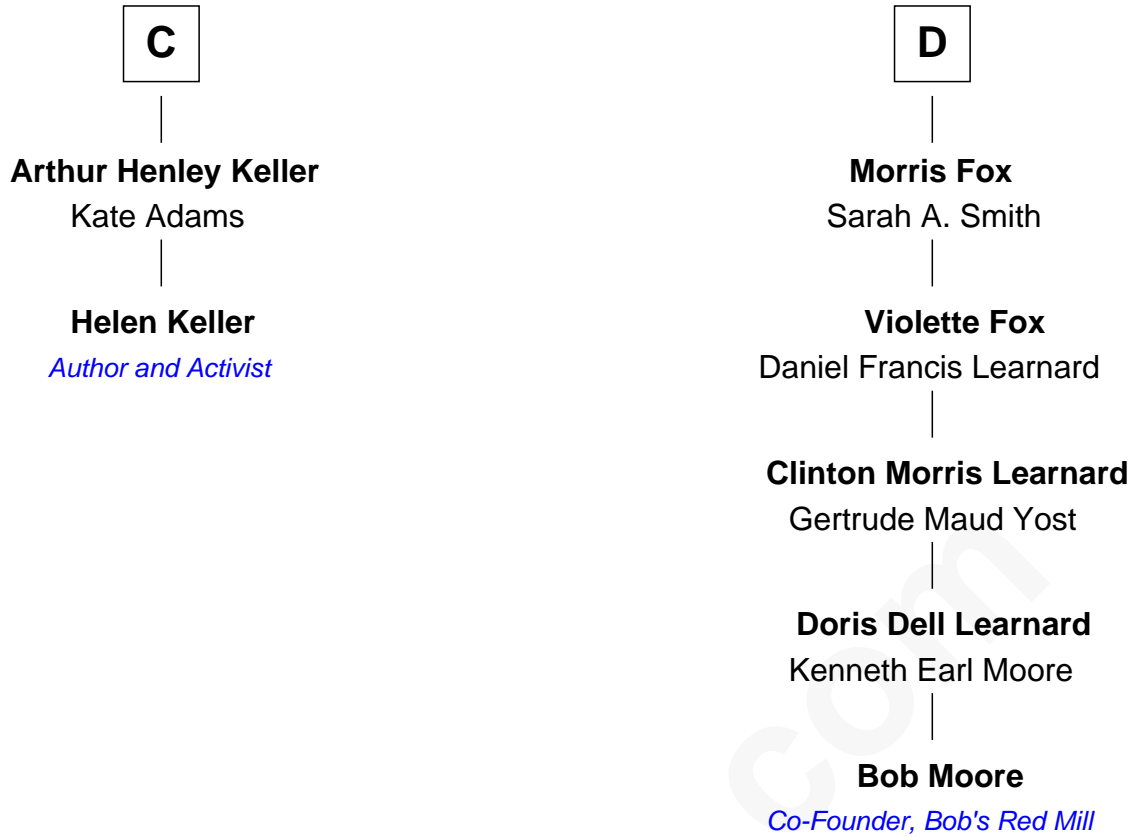 C
Arthur Henley Keller
Kate Adams
Helen Keller
Author and Activist
D
Morris Fox
Sarah A. Smith
Violette Fox
Daniel Francis Learnard
Clinton Morris Learnard
Gertrude Maud Yost
Doris Dell Learnard
Kenneth Earl Moore
Bob Moore
Co-Founder, Bob's Red Mill
com